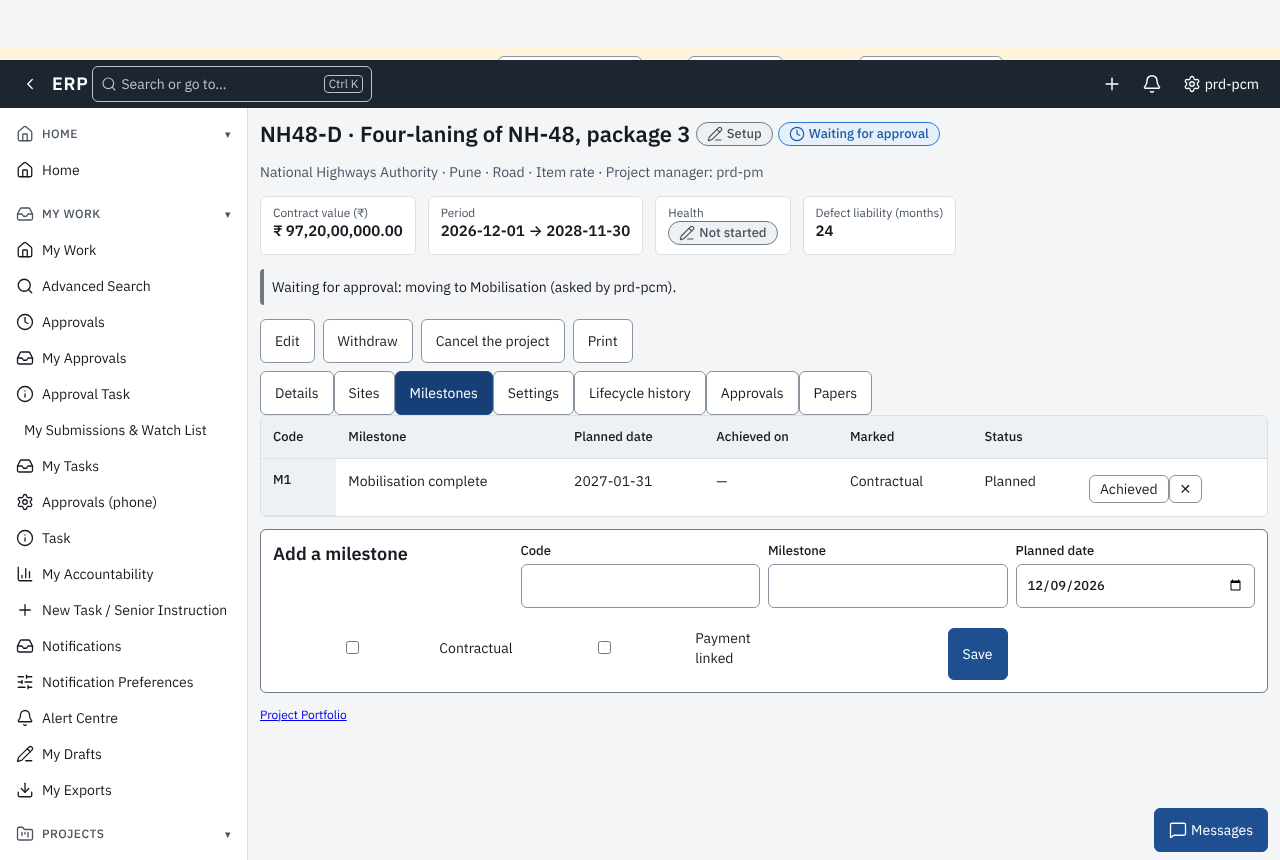 ERP
Search or go to...
Ctrl K
prd-pcm
HOME
Home
MY WORK
My Work
Advanced Search
Approvals
My Approvals
Approval Task
My Submissions & Watch List
My Tasks
Approvals (phone)
Task
My Accountability
New Task / Senior Instruction
Notifications
Notification Preferences
Alert Centre
My Drafts
My Exports
PROJECTS
NH48-D · Four-laning of NH-48, package 3
Setup
Waiting for approval
National Highways Authority · Pune · Road · Item rate · Project manager: prd-pm
Contract value (₹)
₹ 97,20,00,000.00
Period
2026-12-01 → 2028-11-30
Health
Not started
Defect liability (months)
24
Waiting for approval: moving to Mobilisation (asked by prd-pcm).
Edit
Withdraw
Cancel the project
Print
Details
Sites
Milestones
Settings
Lifecycle history
Approvals
Papers
Code Milestone Planned date Achieved on Marked Status
M1 Mobilisation complete 2027-01-31 — Contractual Planned Achieved ✕
Add a milestone
Code
Milestone
Planned date
12/09/2026
Contractual
Payment
linked
Save
Project Portfolio
Messages